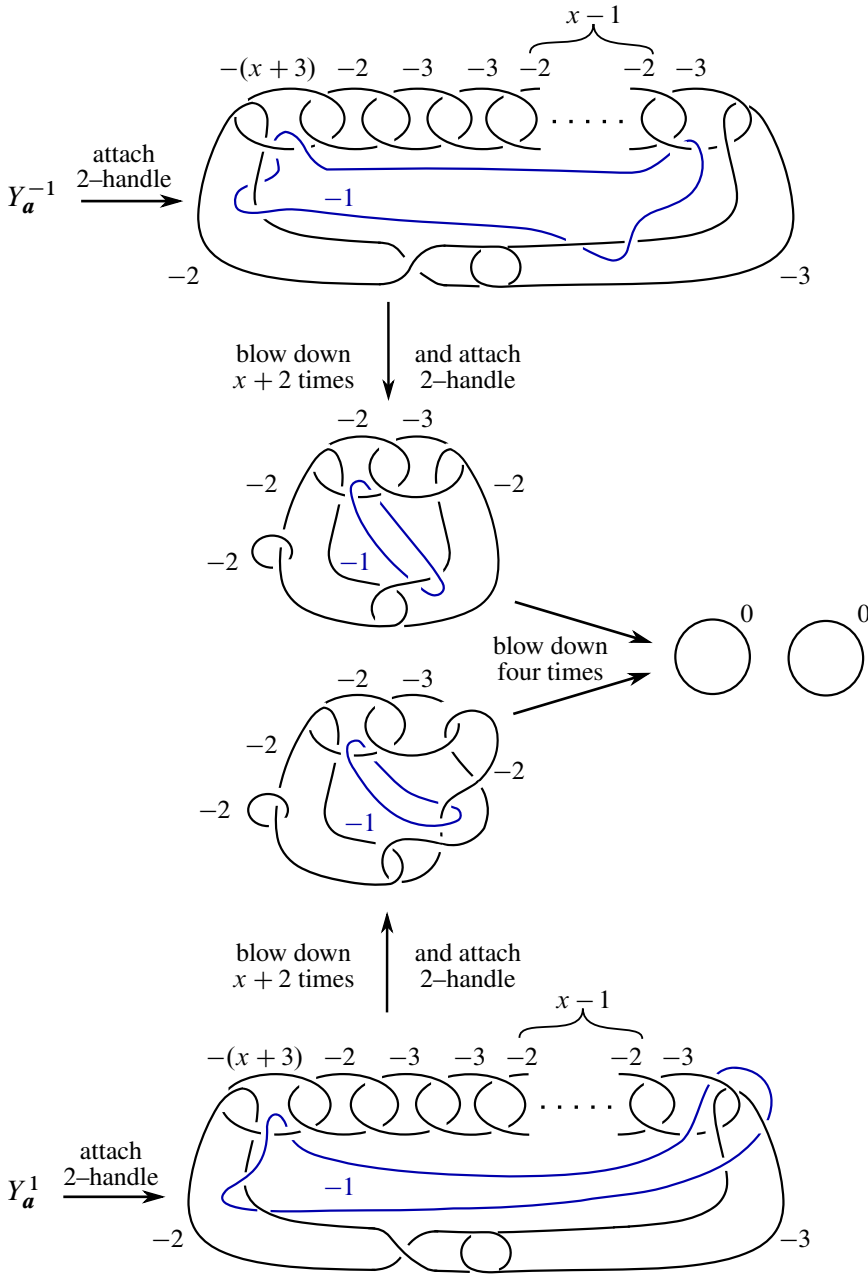 x − 1
−(x + 3) −2 −3 −3 −2 −2 −3
attach
2–handle
Y_a^{−1}
−1
· · · · ·
−2 −3
blow down and attach
x + 2 times 2–handle
−2 −3
−2 −2
−2 −1
0 0
blow down
four times
−2 −3
−2 −2
−2 −1
blow down and attach
x + 2 times 2–handle
x − 1
−(x + 3) −2 −3 −3 −2 −2 −3
· · · · ·
attach
2–handle
Y_a^1
−1
−2 −3